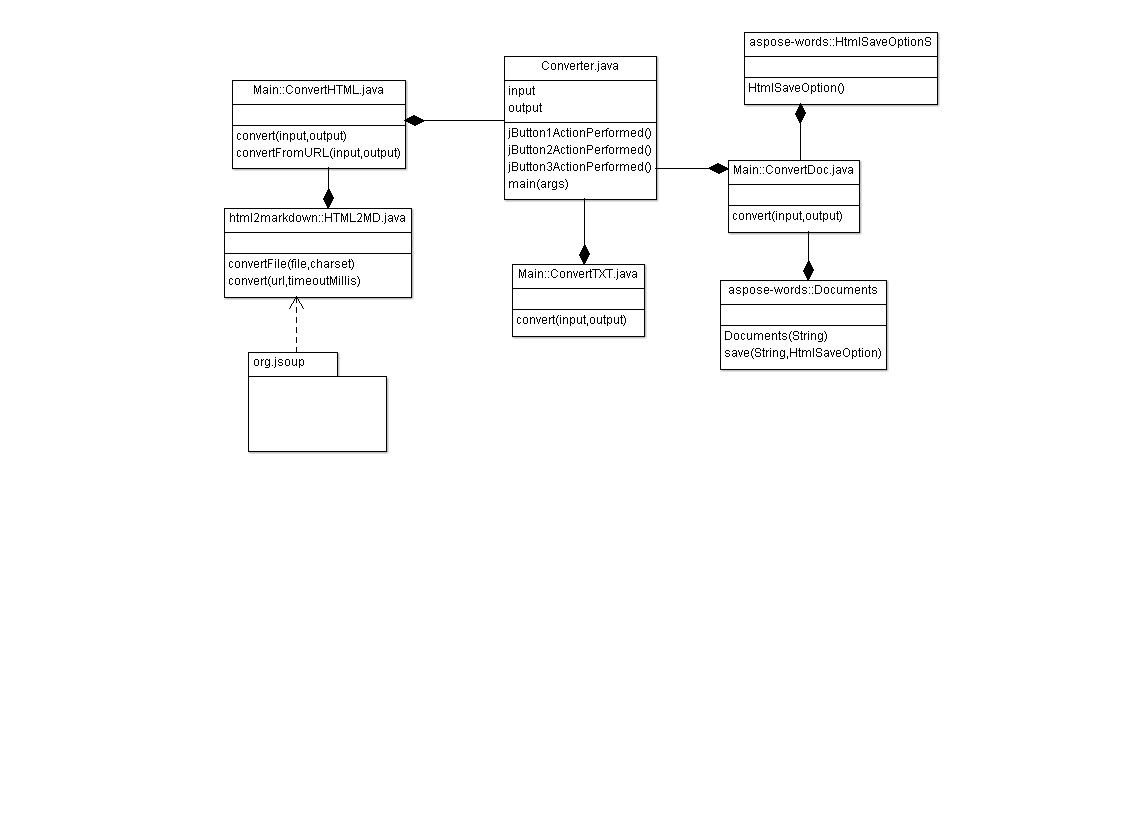 Main::ConvertHTML.java
convert(input,output)
convertFromURL(input,output)
html2markdown::HTML2MD.java
convertFile(file,charset)
convert(url,timeoutMillis)
org.jsoup
Converter.java
input
output
jButton1ActionPerformed()
jButton2ActionPerformed()
jButton3ActionPerformed()
main(args)
Main::ConvertTXT.java
convert(input,output)
aspose-words::HtmlSaveOptionS
HtmlSaveOption()
Main::ConvertDoc.java
convert(input,output)
aspose-words::Documents
Documents(String)
save(String,HtmlSaveOption)